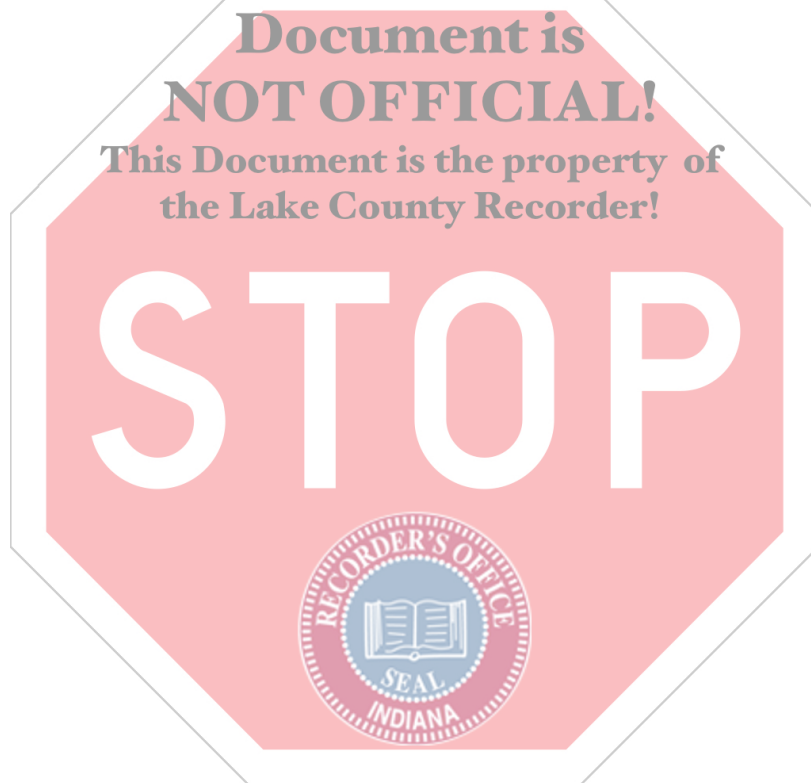 Document is
NOT OFFICIAL!
This Document is the property of
the Lake County Recorder!
STOP
RECORDER'S OFFICE
SEAL
INDIANA